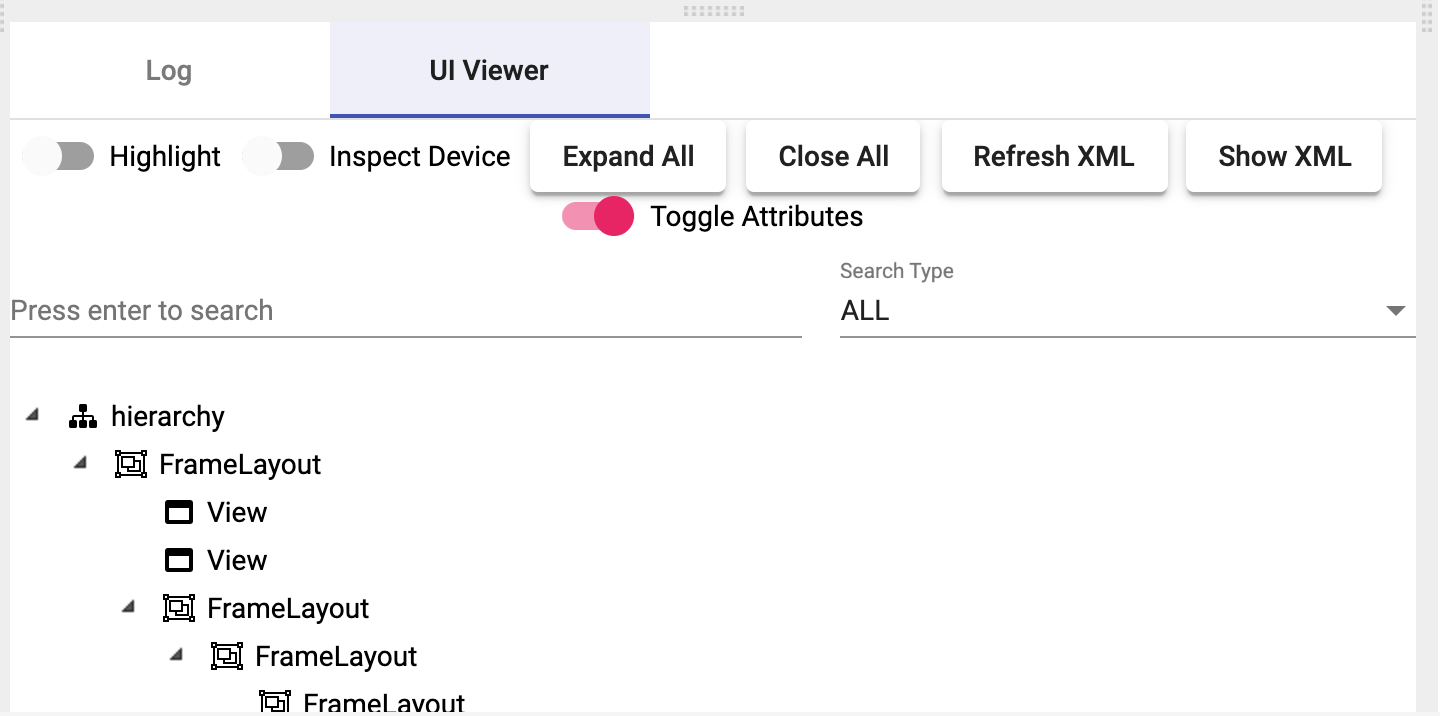 Log UI Viewer
Highlight Inspect Device Expand All Close All Refresh XML Show XML
Toggle Attributes
Search Type
Press enter to search ALL
hierarchy
FrameLayout
View
View
FrameLayout
FrameLayout
FrameLayout